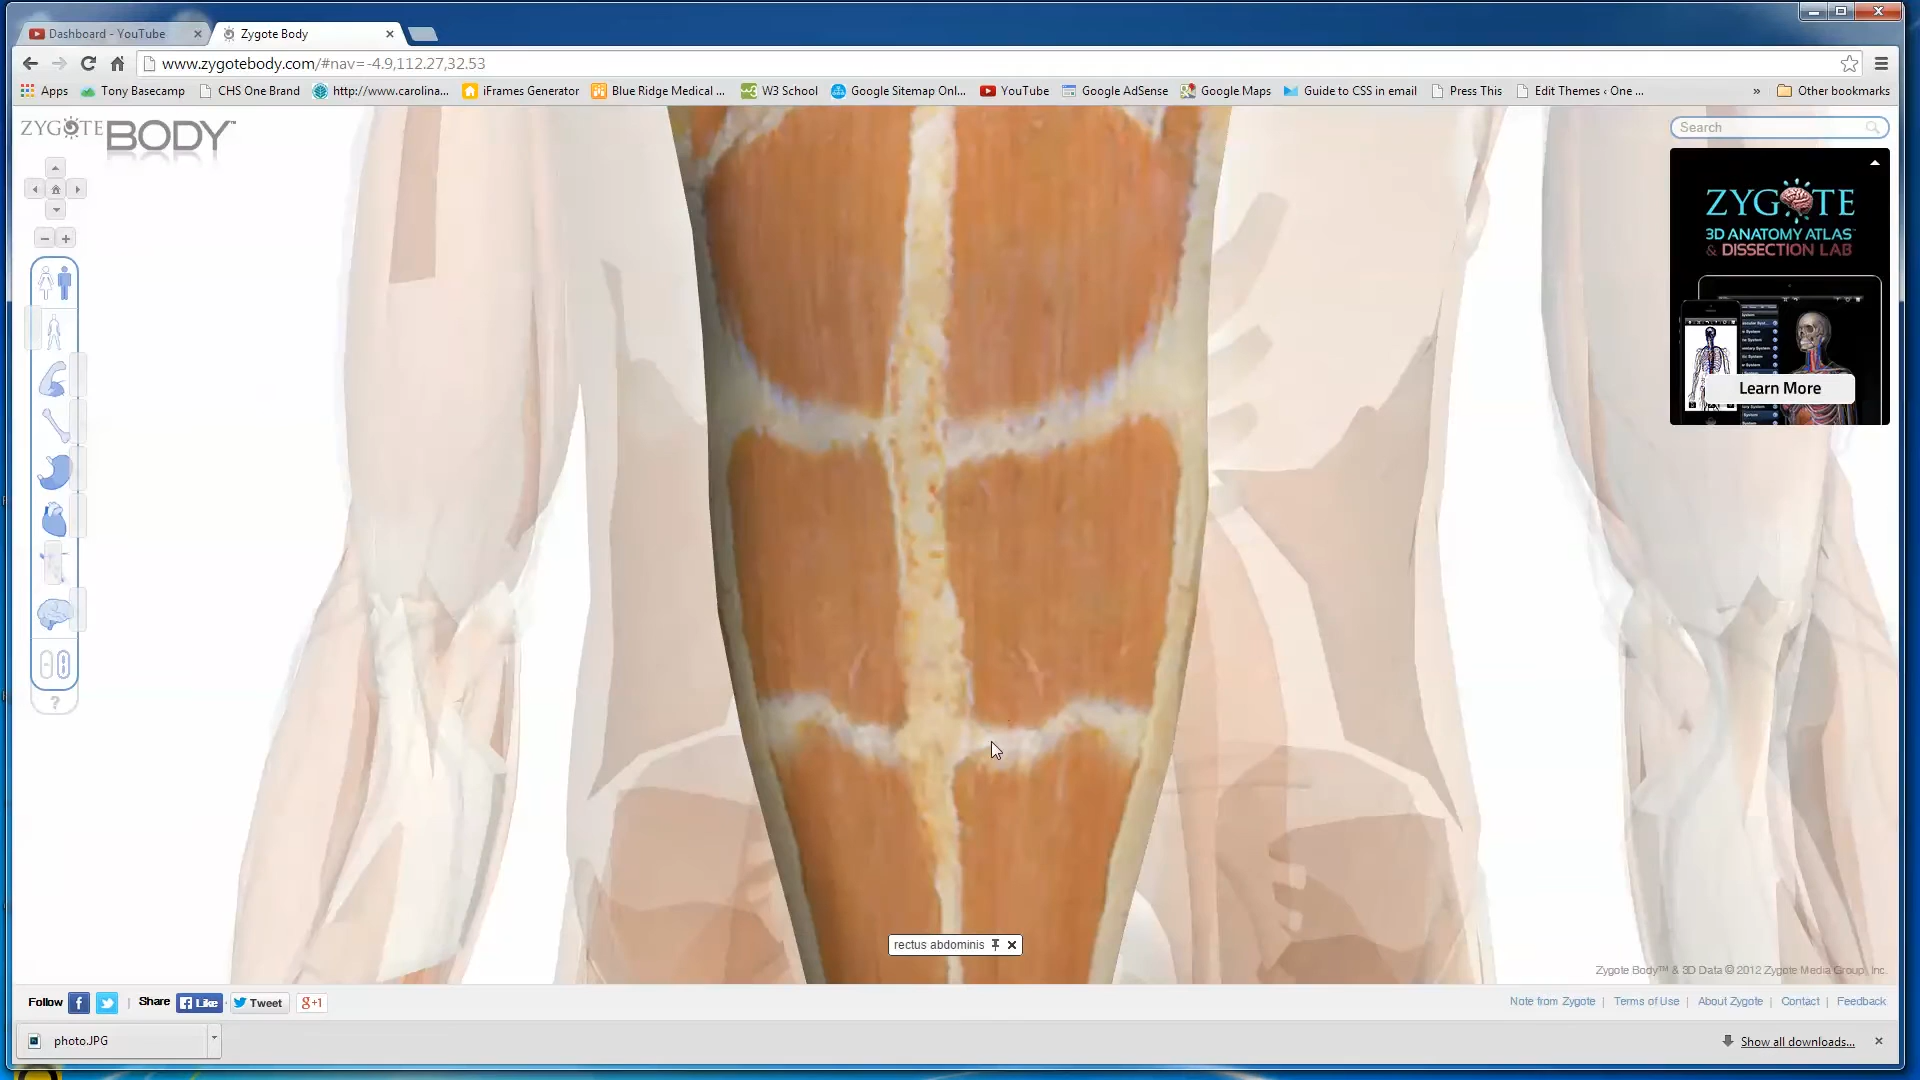 Dashboard - YouTube
Zygote Body
www.zygotebody.com/#nav=-4.9,112.27,32.53
Apps
Tony Basecamp
CHS One Brand
http://www.carolina...
iFrames Generator
Blue Ridge Medical ...
W3 School
Google Sitemap Onl...
YouTube
Google AdSense
Google Maps
Guide to CSS in email
Press This
Edit Themes ‹ One ...
»
Other bookmarks
ZYGOTE BODY™
Search
ZYGOTE
3D ANATOMY ATLAS™
& DISSECTION LAB
Learn More
?
rectus abdominis
Zygote Body™ & 3D Data © 2012 Zygote Media Group, Inc.
Follow
Share
Like
Tweet
g+1
Note from Zygote | Terms of Use | About Zygote | Contact | Feedback
photo.JPG
Show all downloads...